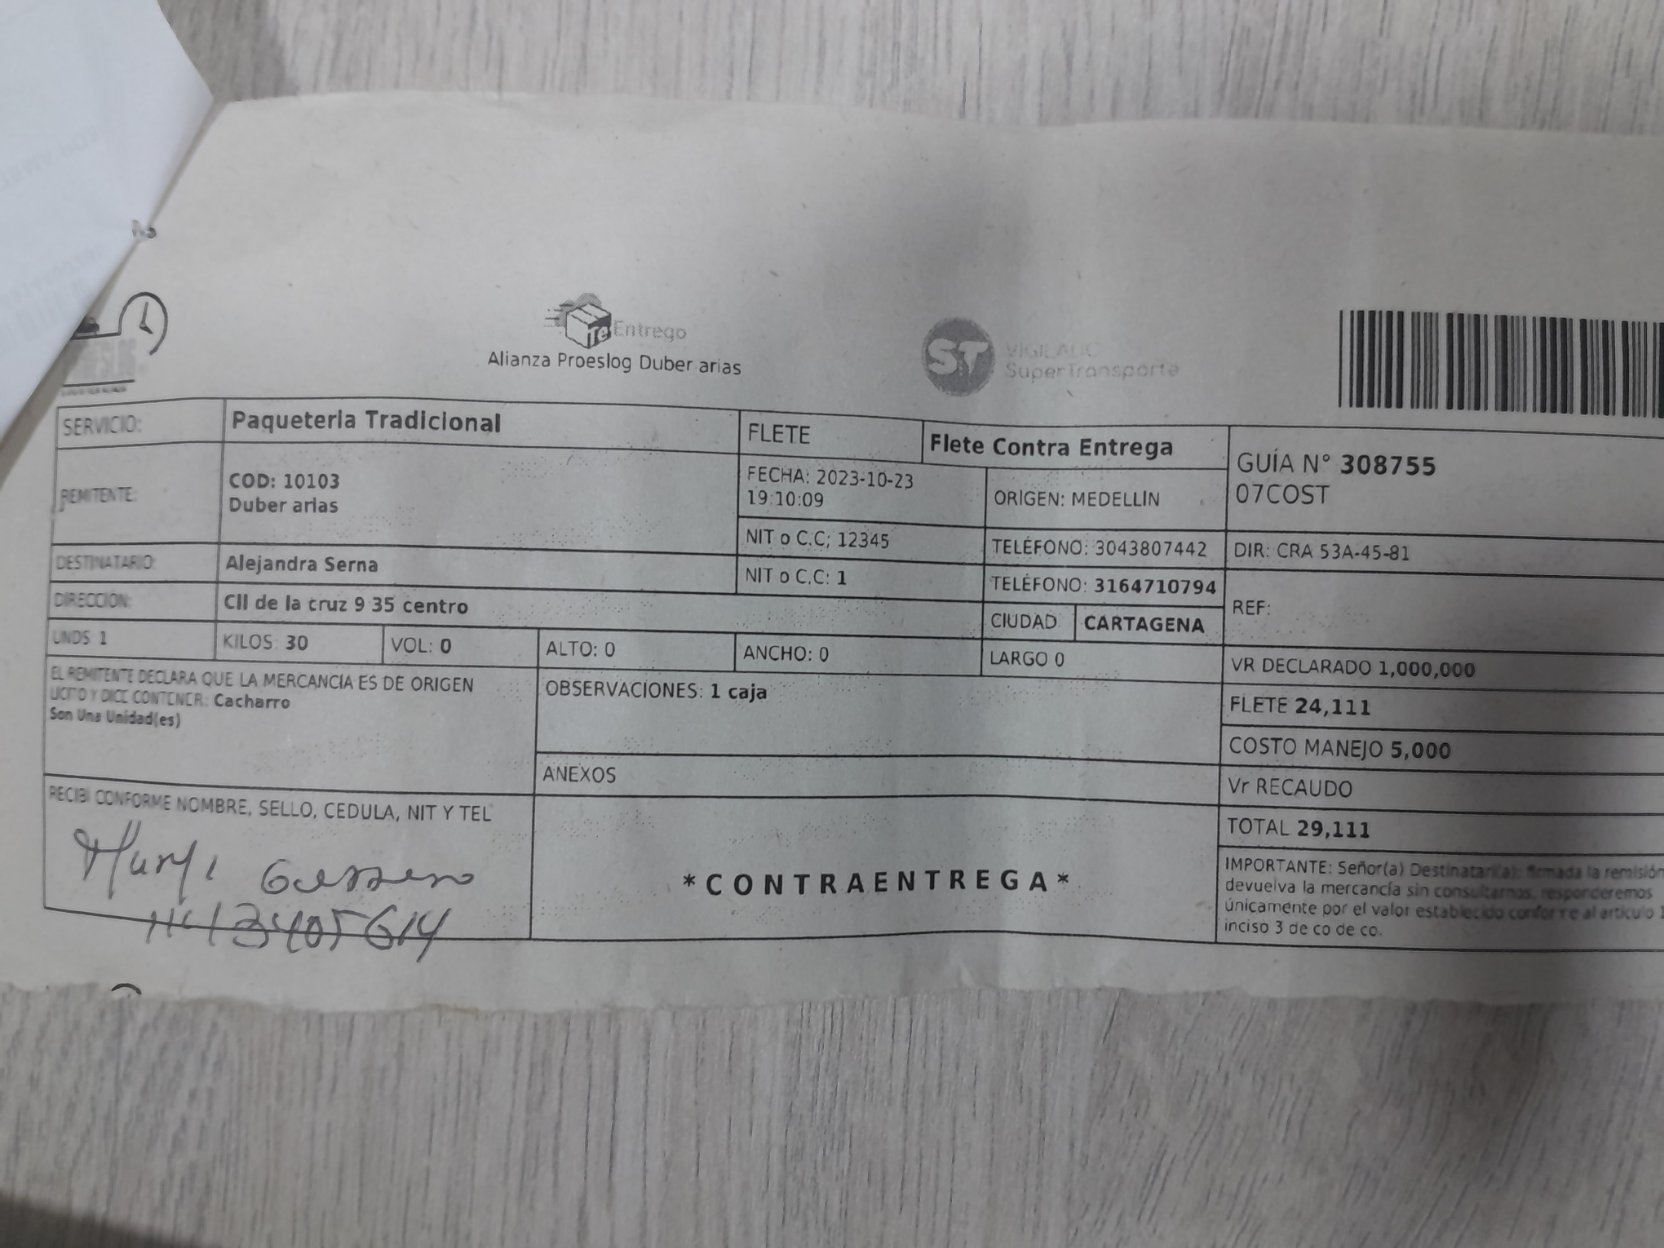 Te Entrego
Alianza Proeslog Duber arias
ST VIGILADO
SuperTransporte
SERVICIO: Paqueteria Tradicional FLETE Flete Contra Entrega
GUÍA N° 308755
07COST
REMITENTE: COD: 10103
Duber arias
FECHA: 2023-10-23
19:10:09
ORIGEN: MEDELLIN
NIT o C.C; 12345 TELÉFONO: 3043807442 DIR: CRA 53A-45-81
DESTINATARIO: Alejandra Serna NIT o C.C: 1 TELÉFONO: 3164710794
REF:
DIRECCIÓN: Cll de la cruz 9 35 centro CIUDAD CARTAGENA
UNDS 1 KILOS: 30 VOL: 0 ALTO: 0 ANCHO: 0 LARGO 0 VR DECLARADO 1,000,000
EL REMITENTE DECLARA QUE LA MERCANCIA ES DE ORIGEN
DICE CONTENER: Cacharro
Son Una Unidad(es)
OBSERVACIONES: 1 caja
FLETE 24,111
COSTO MANEJO 5,000
ANEXOS
Vr RECAUDO
TOTAL 29,111
RECIBI CONFORME NOMBRE, SELLO, CEDULA, NIT Y TEL
*CONTRAENTREGA*
IMPORTANTE: Señor(a) Destinatari(a): firmada la remisión
devuelva la mercancía sin consultarnos, responderemos
únicamente por el valor establecido conforme al artículo
inciso 3 de co de co.